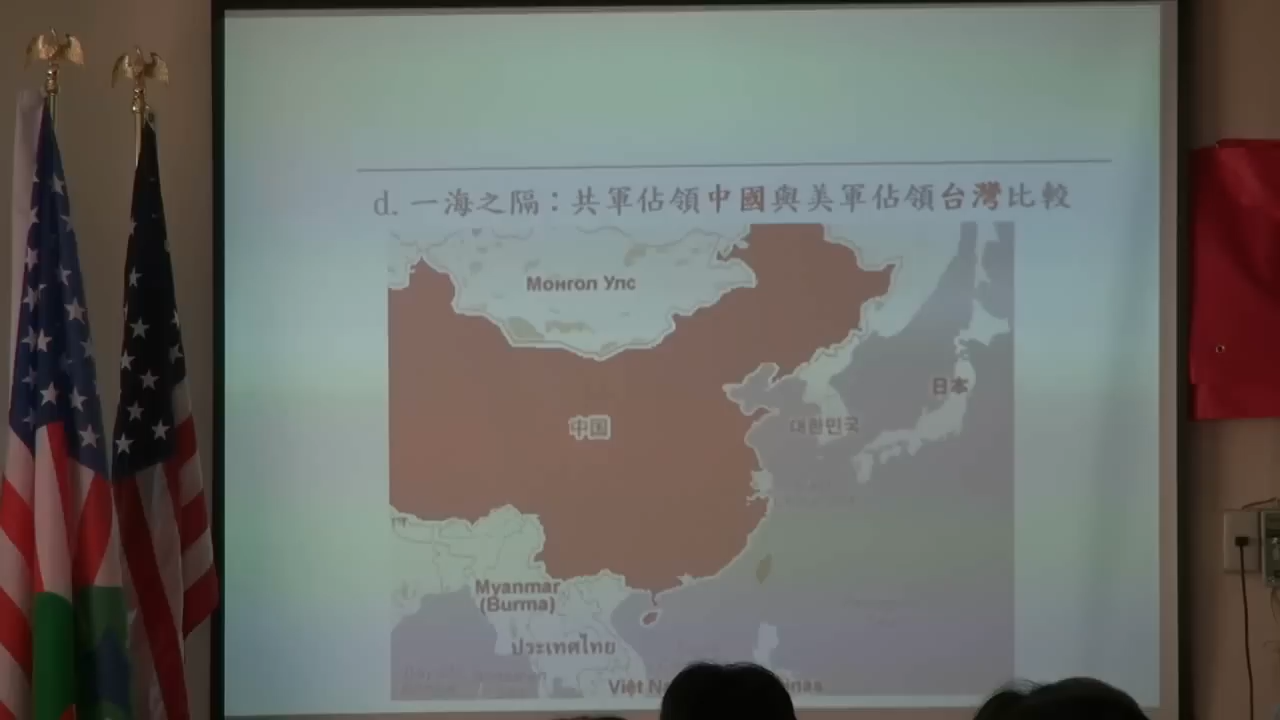 d. 一海之隔：共軍佔領中國與美軍佔領台灣比較
Монгол Улс
日本
대한민국
中国
Myanmar
(Burma)
ประเทศไทย
Việt